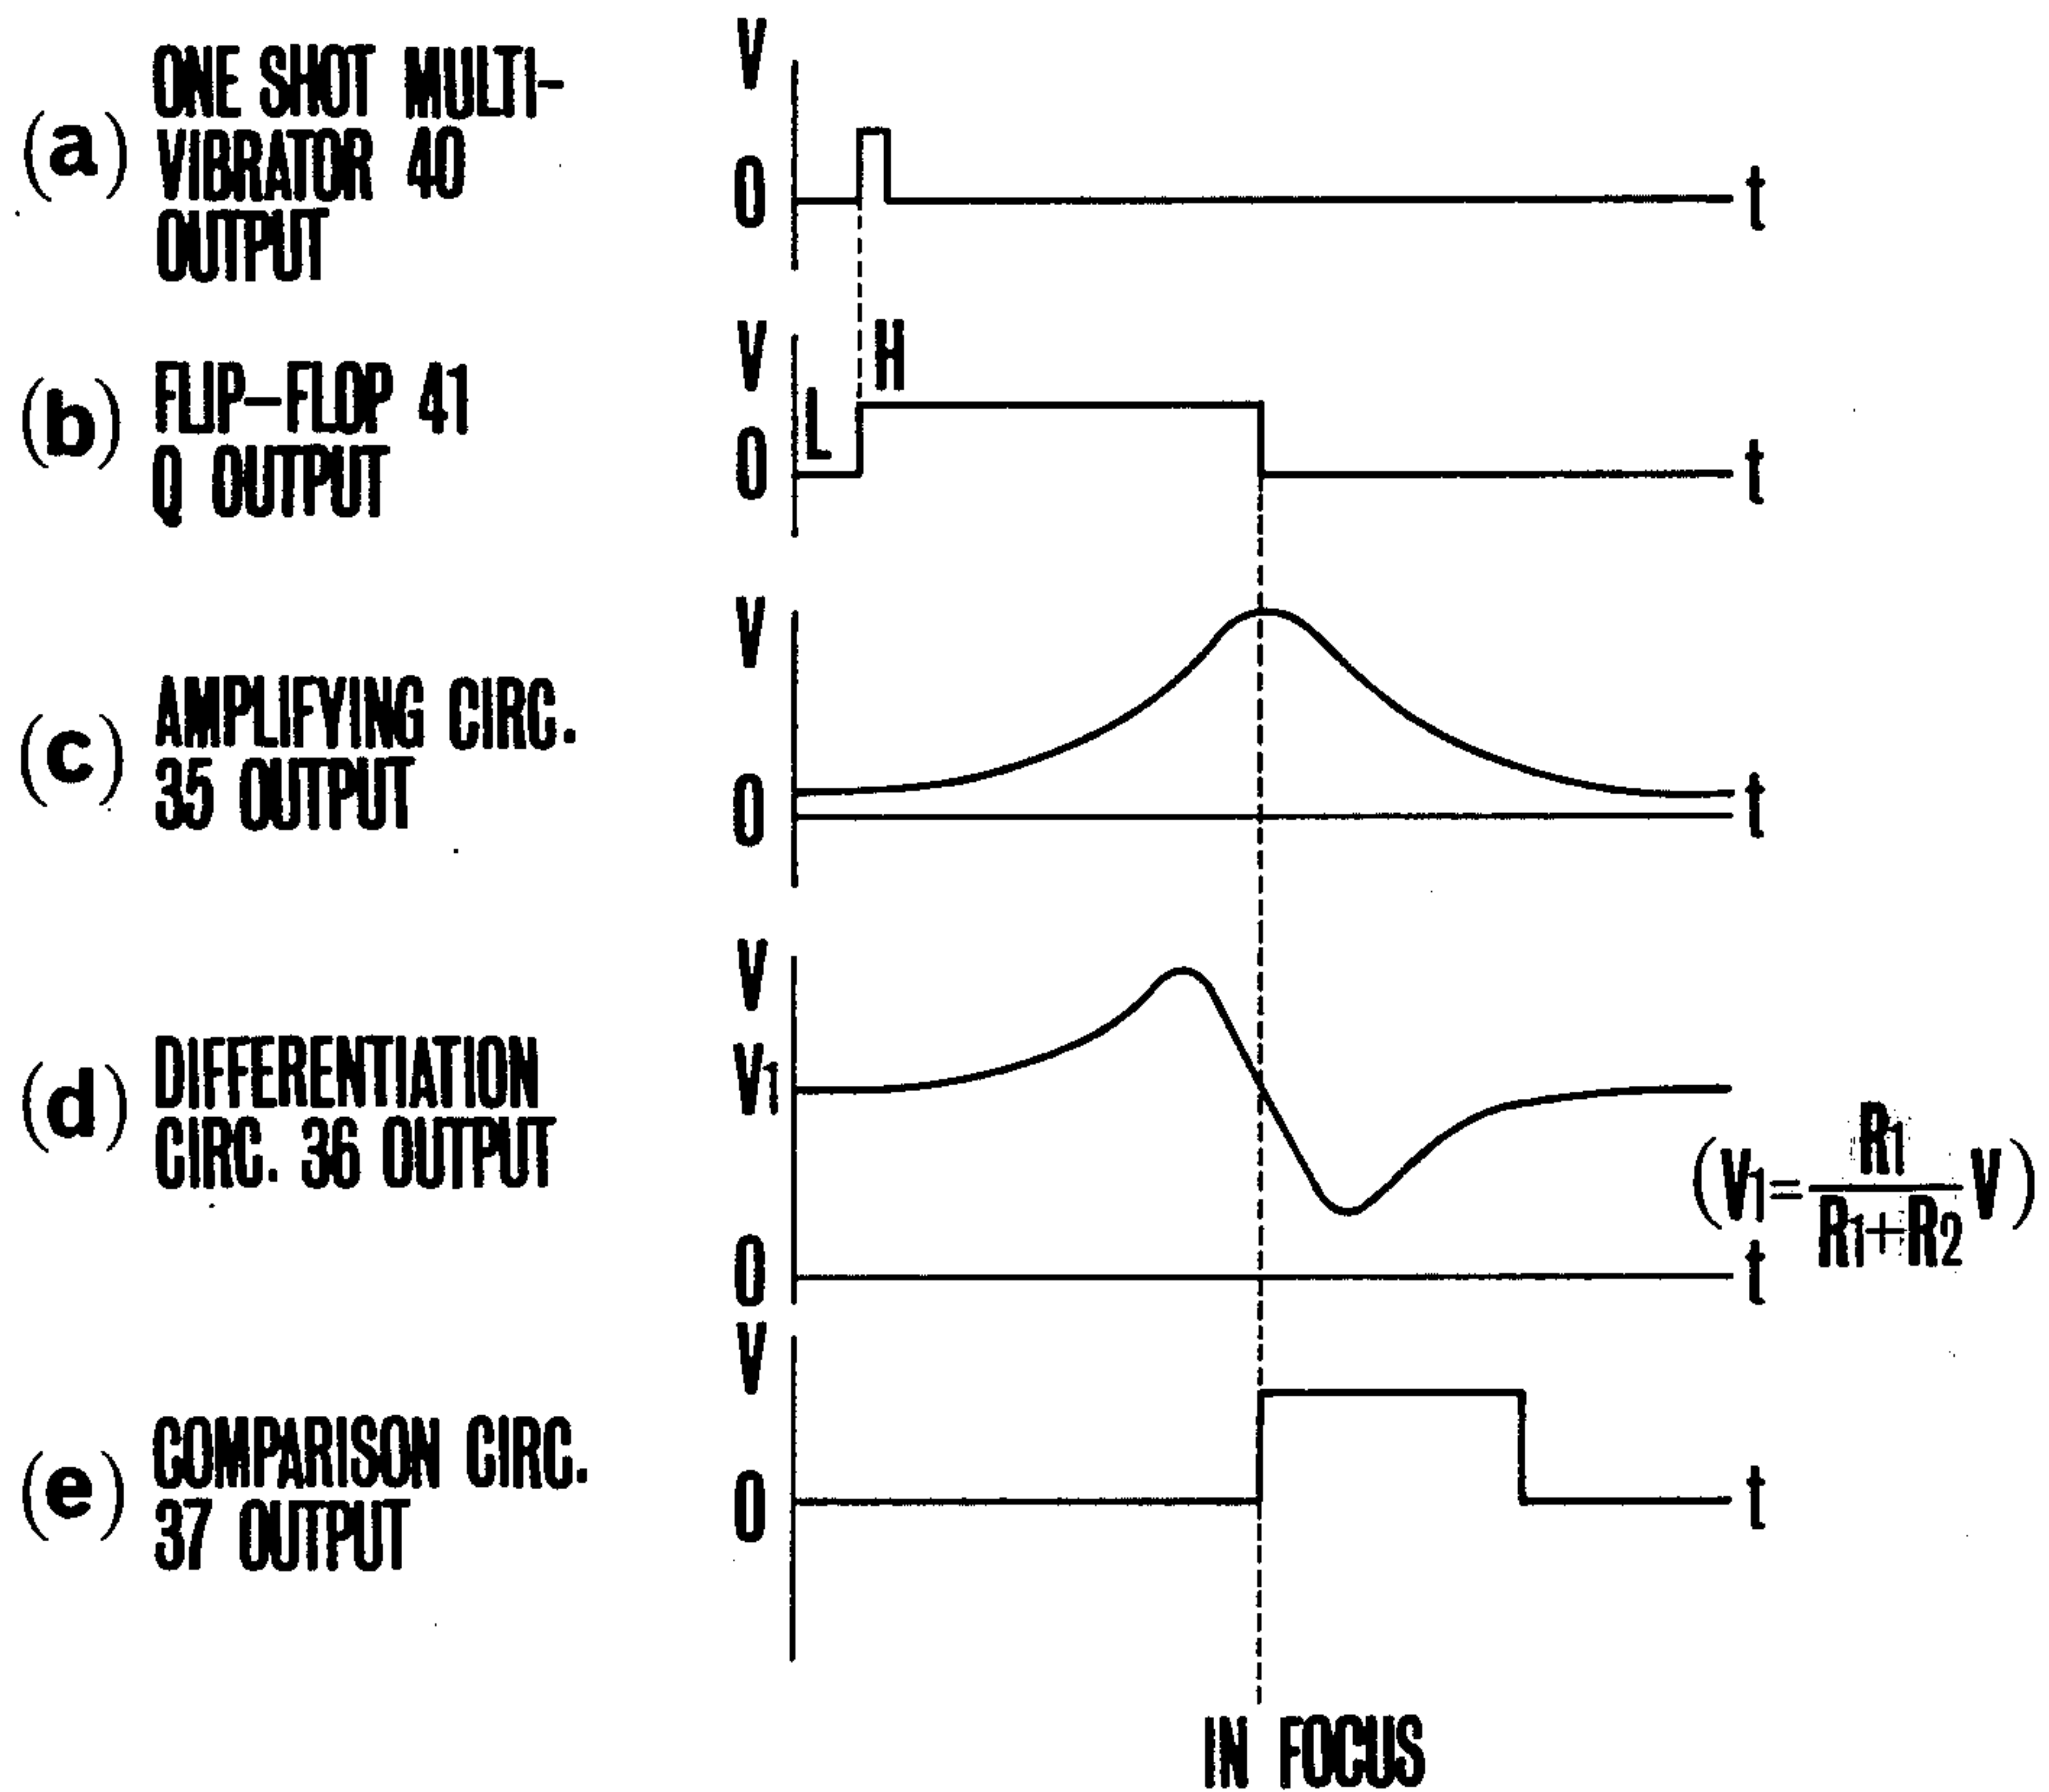 (a) ONE SHOT MULTI-
VIBRATOR 40
OUTPUT
V
0
t
(b) FLIP-FLOP 41
Q OUTPUT
V
0
L
H
t
(c) AMPLIFYING CIRC.
35 OUTPUT
V
0
t
(d) DIFFERENTIATION
CIRC. 36 OUTPUT
V
V1
0
t
(V1=R1/R1+R2 V)
(e) COMPARISON CIRC.
37 OUTPUT
V
0
t
IN FOCUS